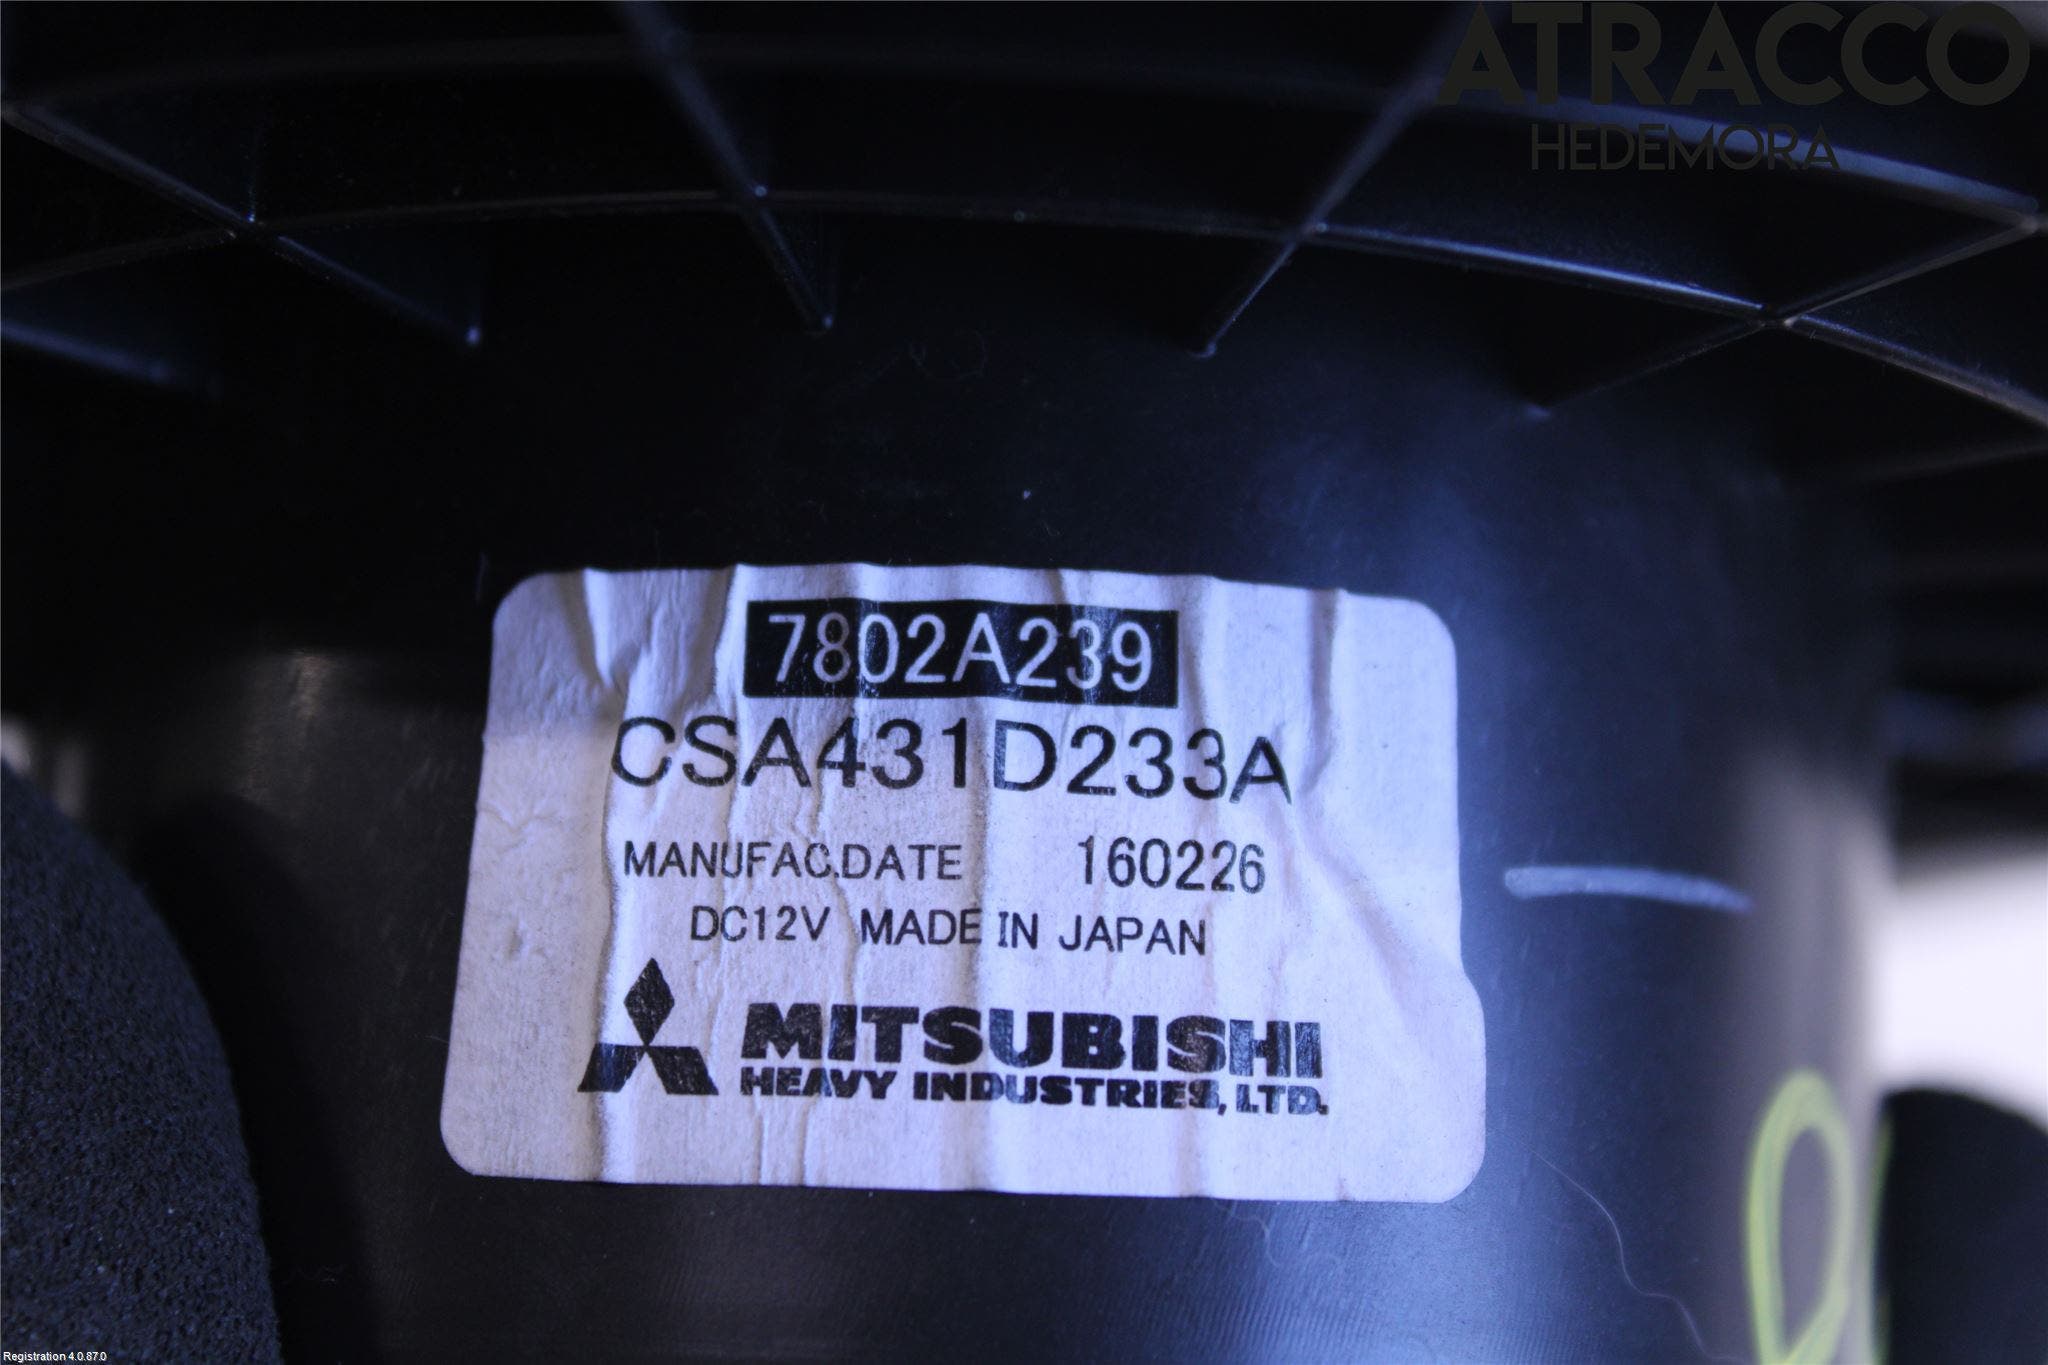 ATRACCO
HEDEMORA
7802A239
CSA431D233A
MANUFAC.DATE 160226
DC12V MADE IN JAPAN
MITSUBISHI
HEAVY INDUSTRIES, LTD.
Registration 4.0.87.0